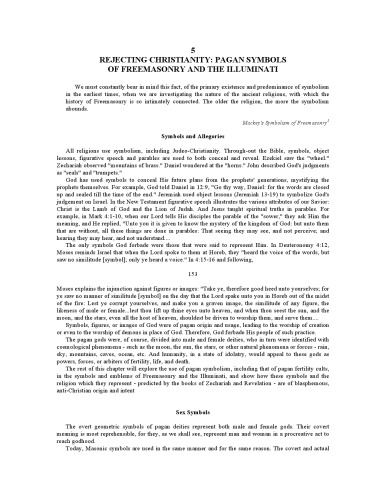 5
REJECTING CHRISTIANITY: PAGAN SYMBOLS
OF FREEMASONRY AND THE ILLUMINATI
We must constantly bear in mind this fact, of the primary existence and predominance of symbolism
in the earliest times, when we are investigating the nature of the ancient religions, with which the
history of Freemasonry is so intimately connected. The older the religion, the more the symbolism
abounds.
Mackey's Symbolism of Freemasonry1
Symbols and Allegories
All religions use symbolism, including Judeo-Christianity. Through-out the Bible, symbols, object
lessons, figurative speech and parables are used to both conceal and reveal. Ezekiel saw the "wheel."
Zechariah observed "mountains of brass." Daniel wondered at the "horns." John described God's judgments
as "seals" and "trumpets."
God has used symbols to conceal His future plans from the prophets' generations, mystifying the
prophets themselves. For example, God told Daniel in 12:9, "Go thy way, Daniel: for the words are closed
up and sealed till the time of the end." Jeremiah used object lessons (Jeremiah 13-19) to symbolize God's
judgement on Israel. In the New Testament figurative speech illustrates the various attributes of our Savior:
Christ is the Lamb of God and the Lion of Judah. And Jesus taught spiritual truths in parables. For
example, in Mark 4:1-10, when our Lord tells His disciples the parable of the "sower," they ask Him the
meaning, and He replied, "Unto you it is given to know the mystery of the kingdom of God: but unto them
that are without, all these things are done in parables: That seeing they may see, and not perceive; and
hearing they may hear, and not understand....
The only symbols God forbade were those that were said to represent Him. In Deuteronomy 4:12,
Moses reminds Israel that when the Lord spoke to them at Horeb, they "heard the voice of the words, but
saw no similitude [symbol]; only ye heard a voice." In 4:15-16 and following,
153
Moses explains the injunction against figures or images: "Take ye, therefore good heed unto yourselves; for
ye saw no manner of similitude [symbol] on the day that the Lord spake unto you in Horeb out of the midst
of the fire: Lest ye corrupt yourselves, and make you a graven image, the similitude of any figure, the
likeness of male or female...lest thou lift up thine eyes unto heaven, and when thou seest the sun, and the
moon, and the stars, even all the host of heaven, shouldest be driven to worship them, and serve them....
Symbols, figures, or images of God were of pagan origin and usage, leading to the worship of creation
or even to the worship of demons in place of God. Therefore, God forbade His people of such practice.
The pagan gods were, of course, divided into male and female deities, who in turn were identified with
cosmological phenomena - such as the moon, the sun, the stars, or other natural phenomena or forces - rain,
sky, mountains, caves, ocean, etc. And humanity, in a state of idolatry, would appeal to these gods as
powers, forces, or arbiters of fertility, life, and death.
The rest of this chapter will explore the use of pagan symbolism, including that of pagan fertility cults,
in the symbols and emblems of Freemasonry and the Illuminati, and show how these symbols and the
religion which they represent - predicted by the books of Zechariah and Revelation - are of blasphemous,
anti-Christian origin and intent
Sex Symbols
The overt geometric symbols of pagan deities represent both male and female gods. Their covert
meaning is most reprehensible, for they, as we shall see, represent man and woman in a procreative act to
reach godhood.
Today, Masonic symbols are used in the same manner and for the same reason. The covert and actual